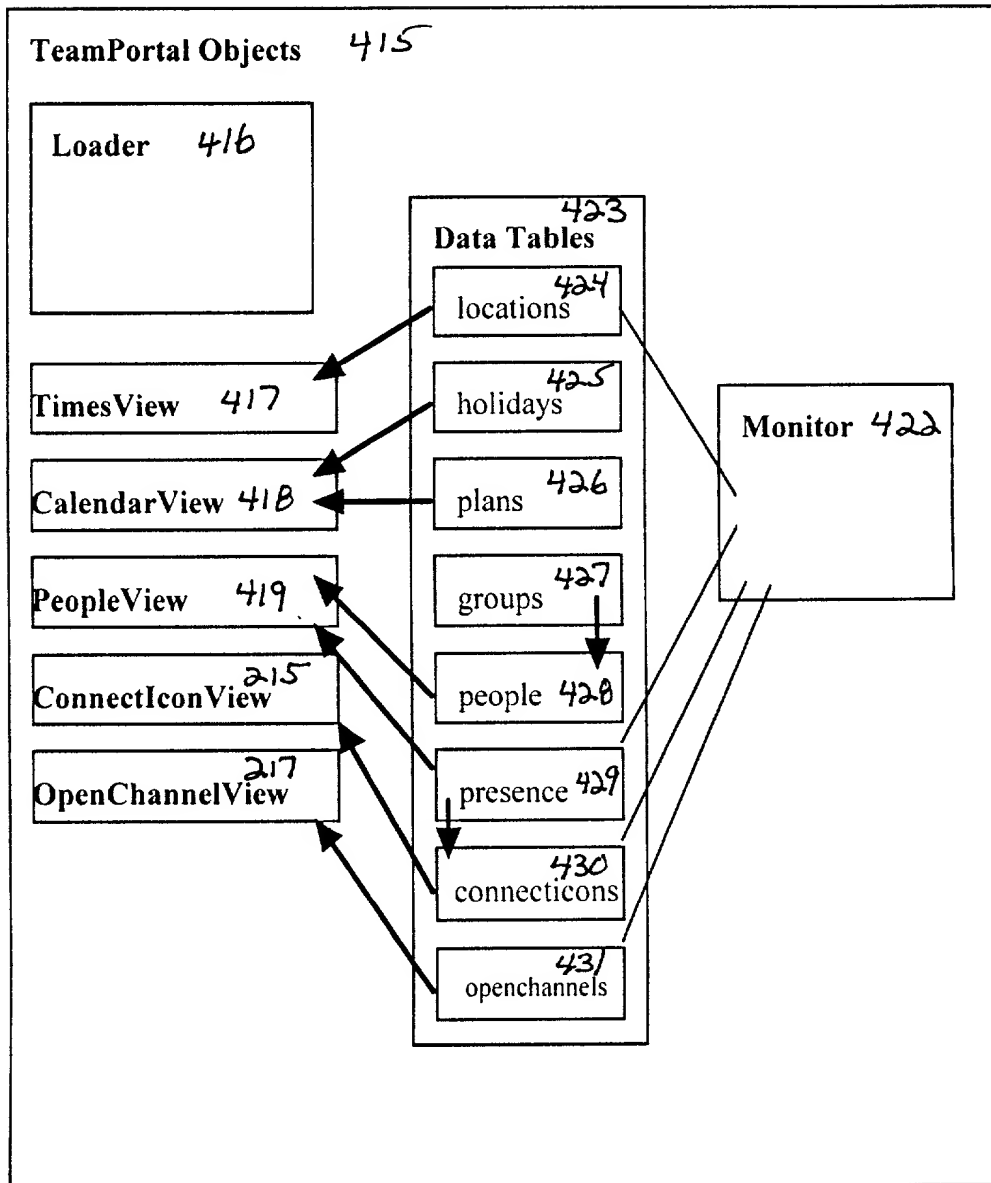 TeamPortal Objects 415
Loader 416
423
Data Tables
locations 424
holidays 425
plans 426
groups 427
people 428
presence 429
connecticons 430
openchannels 431
TimesView 417
CalendarView 418
PeopleView 419
ConnectIconView 215
OpenChannelView 217
Monitor 422